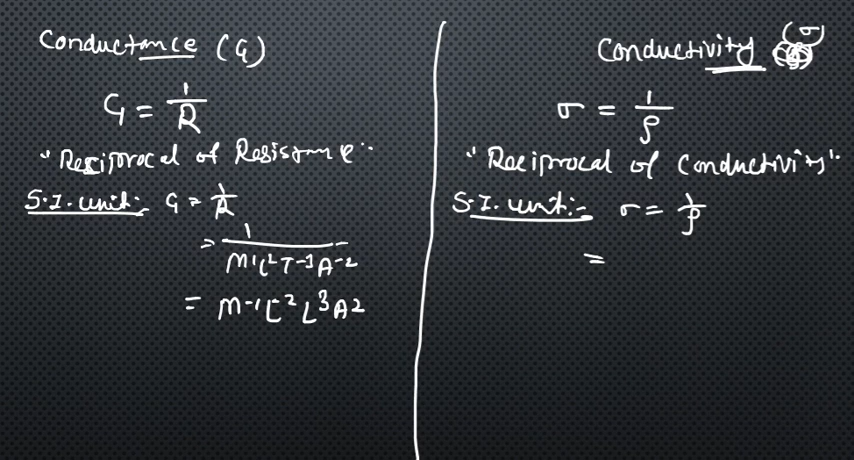 Conductance (G)
G = 1/R
"Reciprocal of Resistance"
S.I. unit:- G = 1/R
= 1/M¹L²T⁻³A⁻²
= M⁻¹L⁻²L³A²
Conductivity (σ)
σ = 1/ρ
"Reciprocal of Conductivity".
S.I. unit:- σ = 1/ρ
=